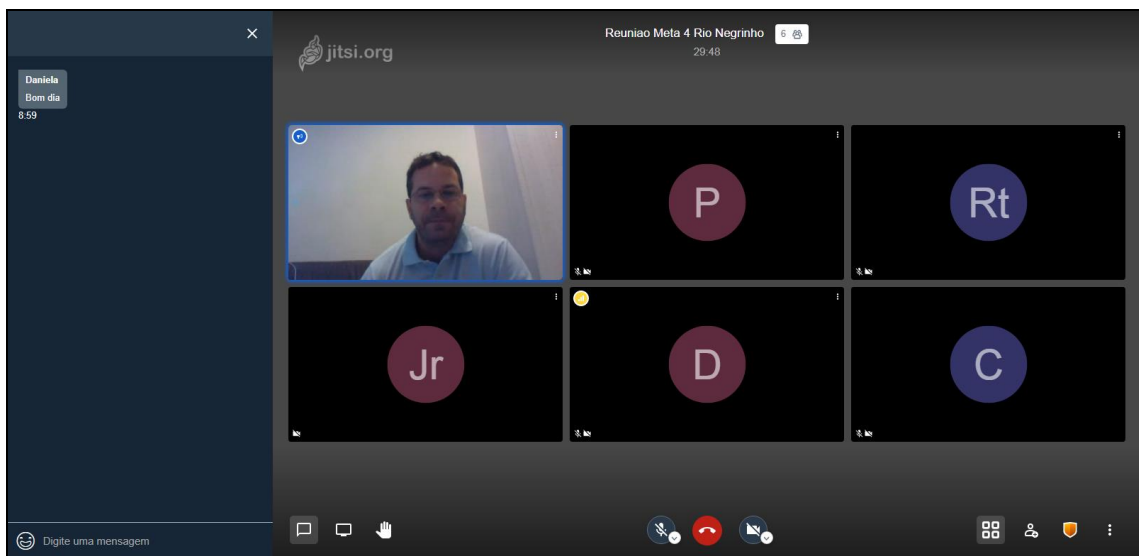 Daniela
Bom dia
8:59
Digite uma mensagem
jitsi.org
Reuniao Meta 4 Rio Negrinho 6
29:48
P
Rt
Jr
D
C